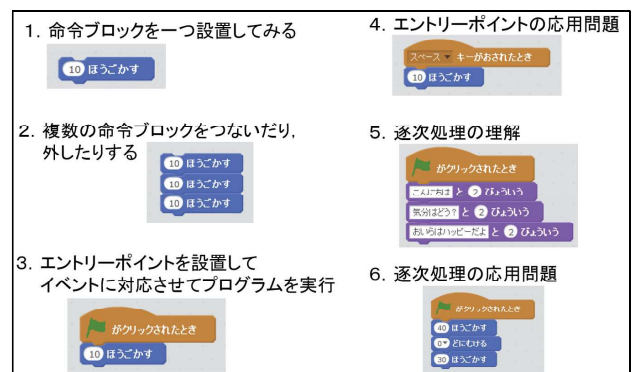 1. 命令ブロックを一つ設置してみる
10 ほうごかす
2. 複数の命令ブロックをつないだり,
外したりする
10 ほうごかす
10 ほうごかす
10 ほうごかす
3. エントリーポイントを設置して
イベントに対応させてプログラムを実行
がクリックされたとき
10 ほうごかす
4. エントリーポイントの応用問題
スペース キーがおされたとき
10 ほうごかす
5. 逐次処理の理解
がクリックされたとき
こんにちは と 2 びょういう
気分はどう? と 2 びょういう
おいらはハッピーだよ と 2 びょういう
6. 逐次処理の応用問題
がクリックされたとき
40 ほうごかす
0 どにむける
30 ほうごかす